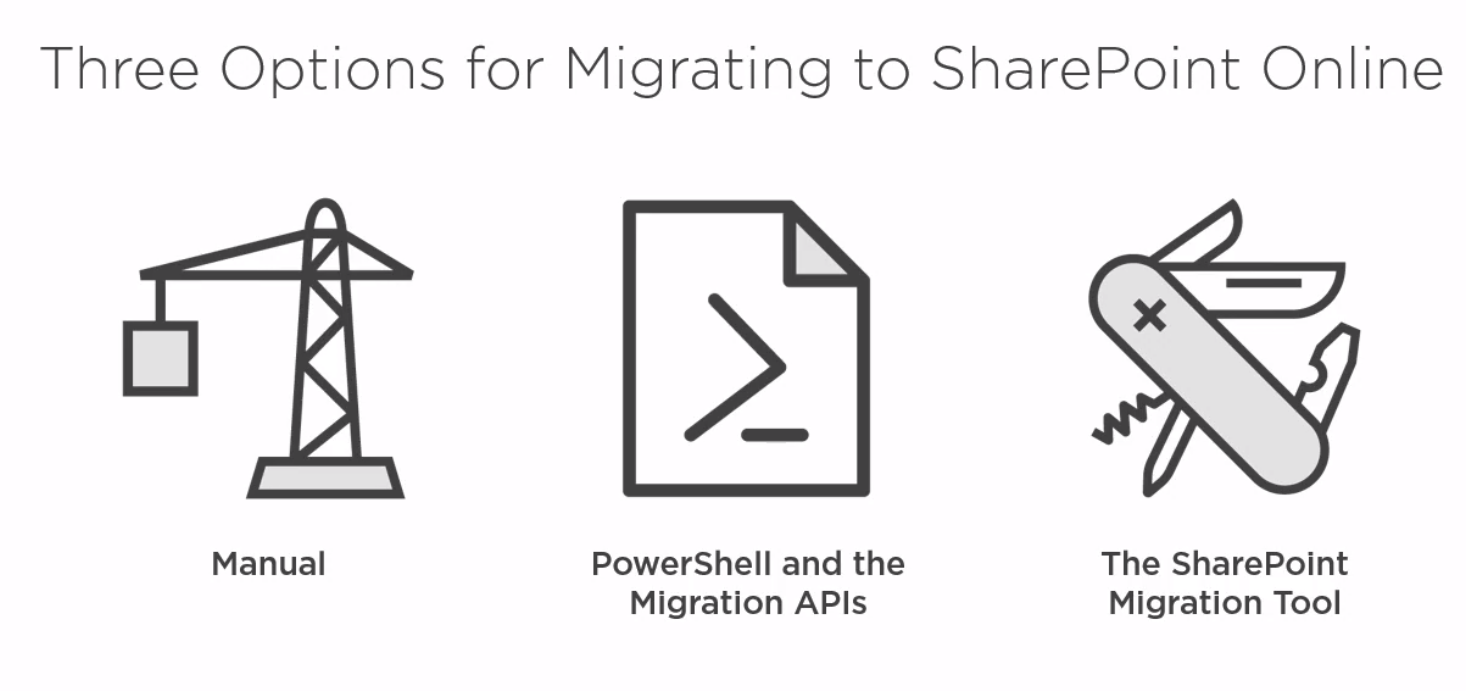 Three Options for Migrating to SharePoint Online
Manual
PowerShell and the
Migration APIs
The SharePoint
Migration Tool